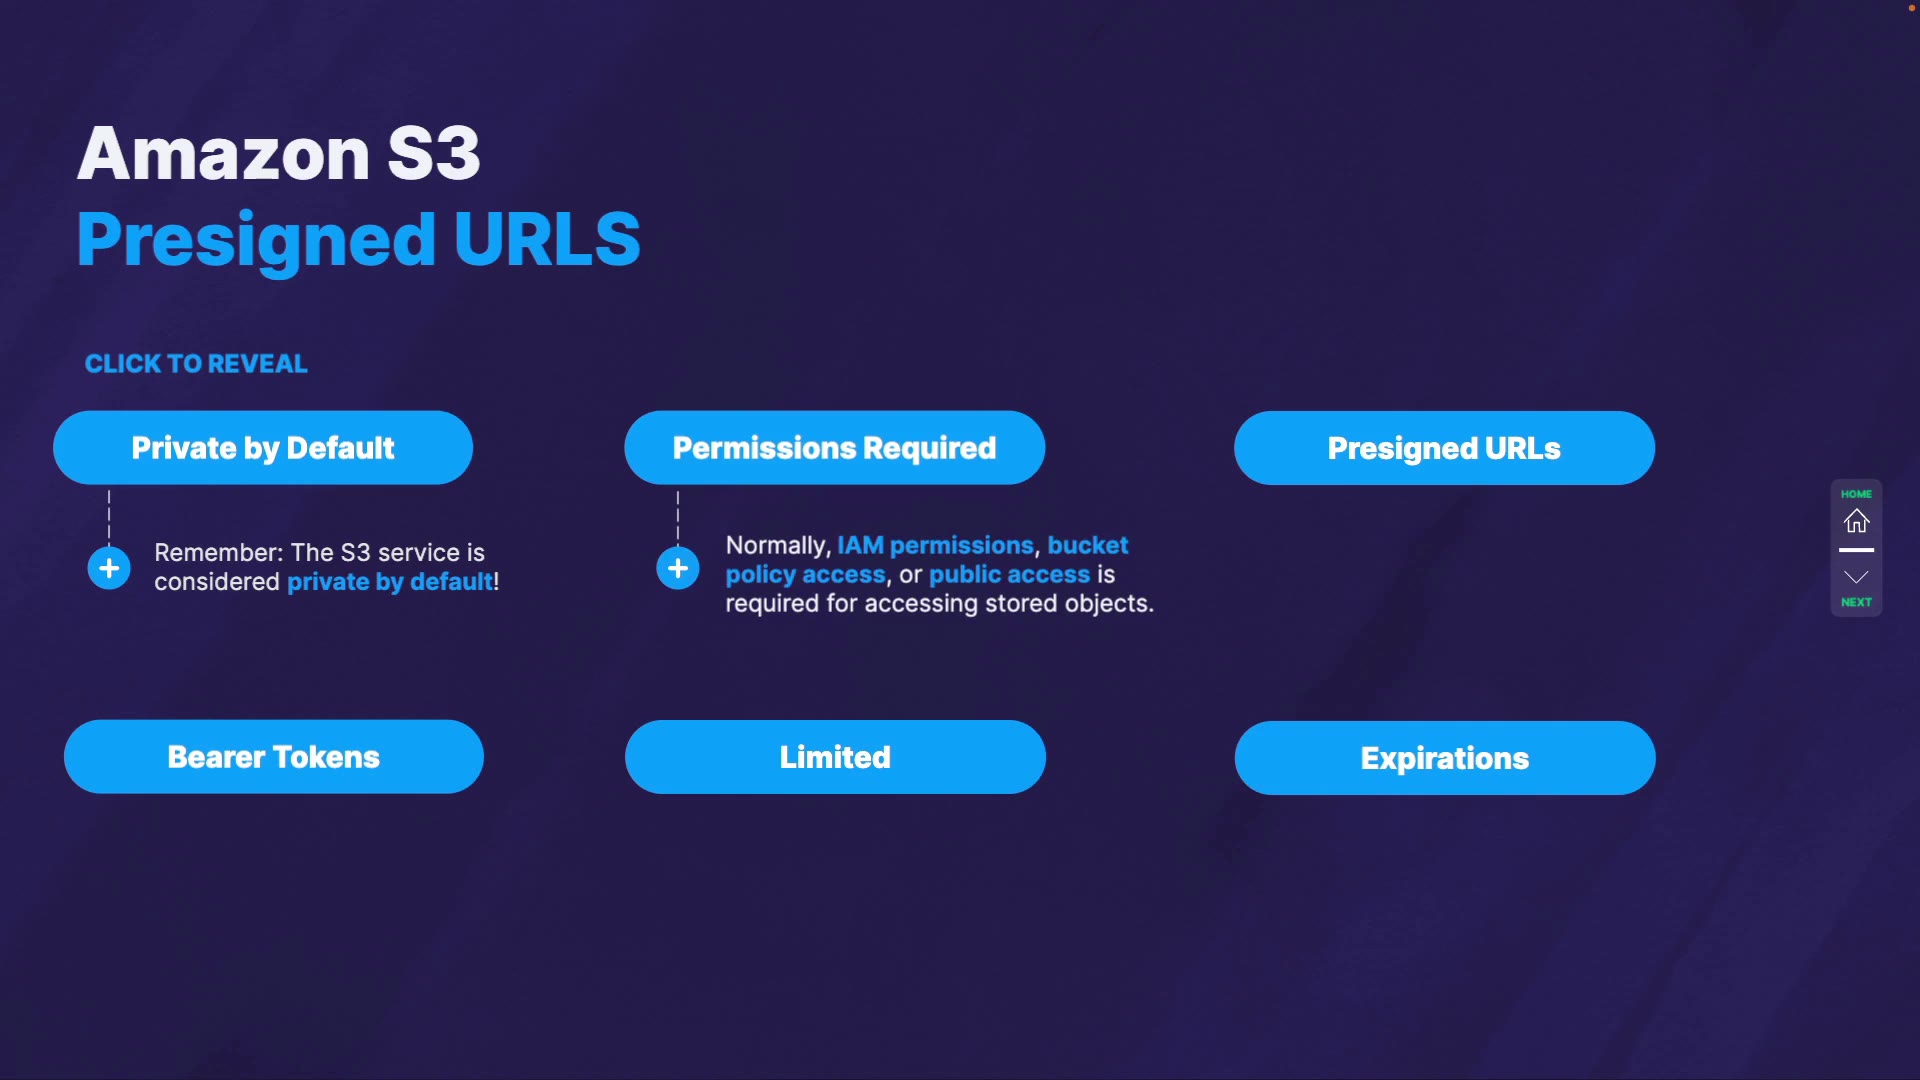 Amazon S3
Presigned URLS
CLICK TO REVEAL
Private by Default
Remember: The S3 service is
considered private by default!
Permissions Required
Normally, IAM permissions, bucket
policy access, or public access is
required for accessing stored objects.
Presigned URLs
Bearer Tokens
Limited
Expirations
HOME
NEXT